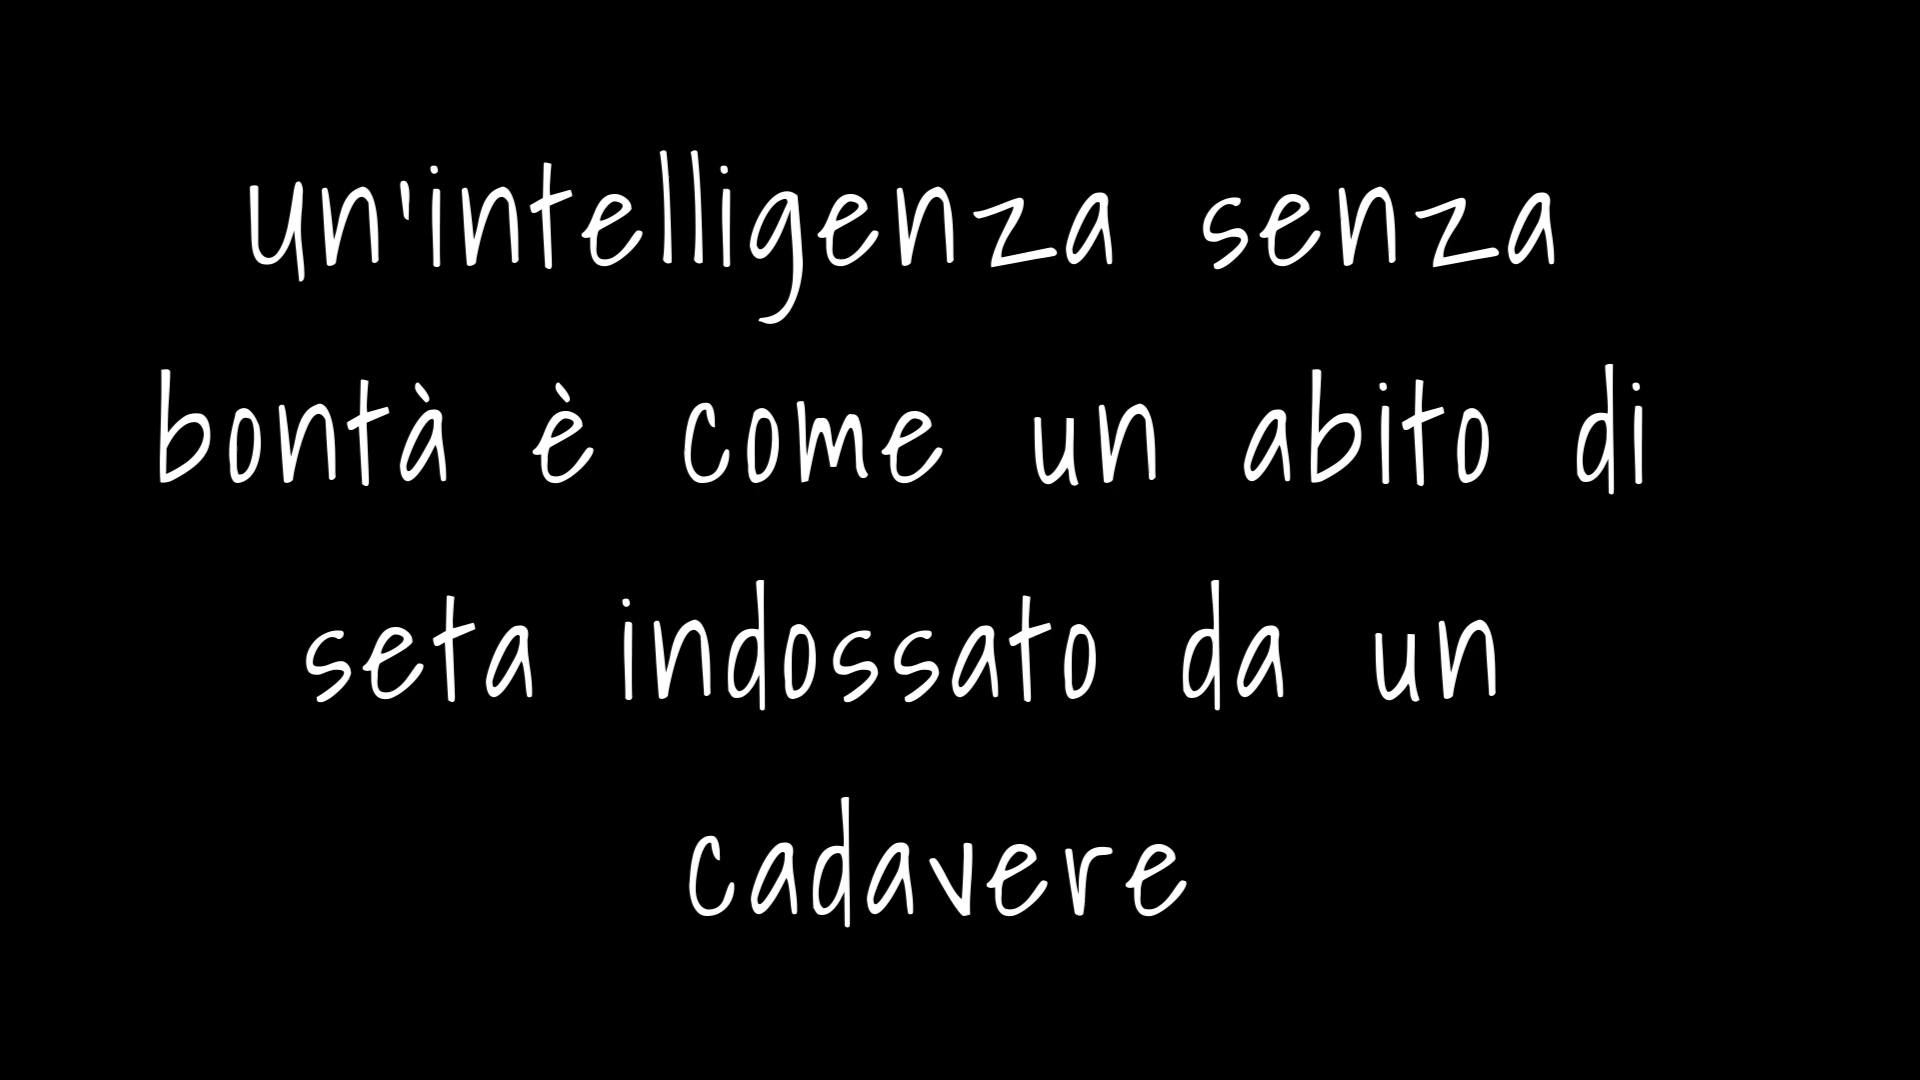 Un'intelligenza senza
bontà è come un abito di
seta indossato da un
cadavere